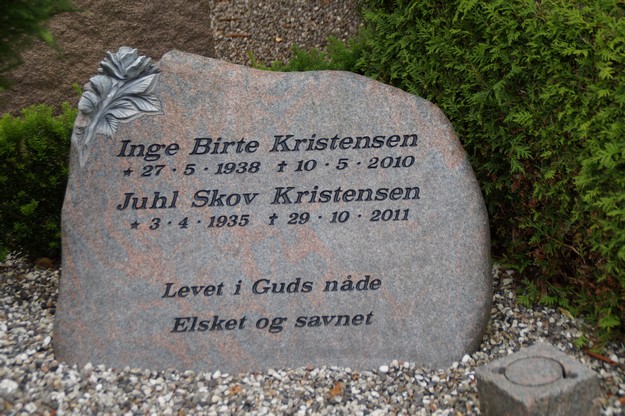 Inge Birte Kristensen
★ 27 · 5 · 1938 ✝ 10 · 5 · 2010
Juhl Skov Kristensen
★ 3 · 4 · 1935 ✝ 29 · 10 · 2011
Levet i Guds nåde
Elsket og savnet